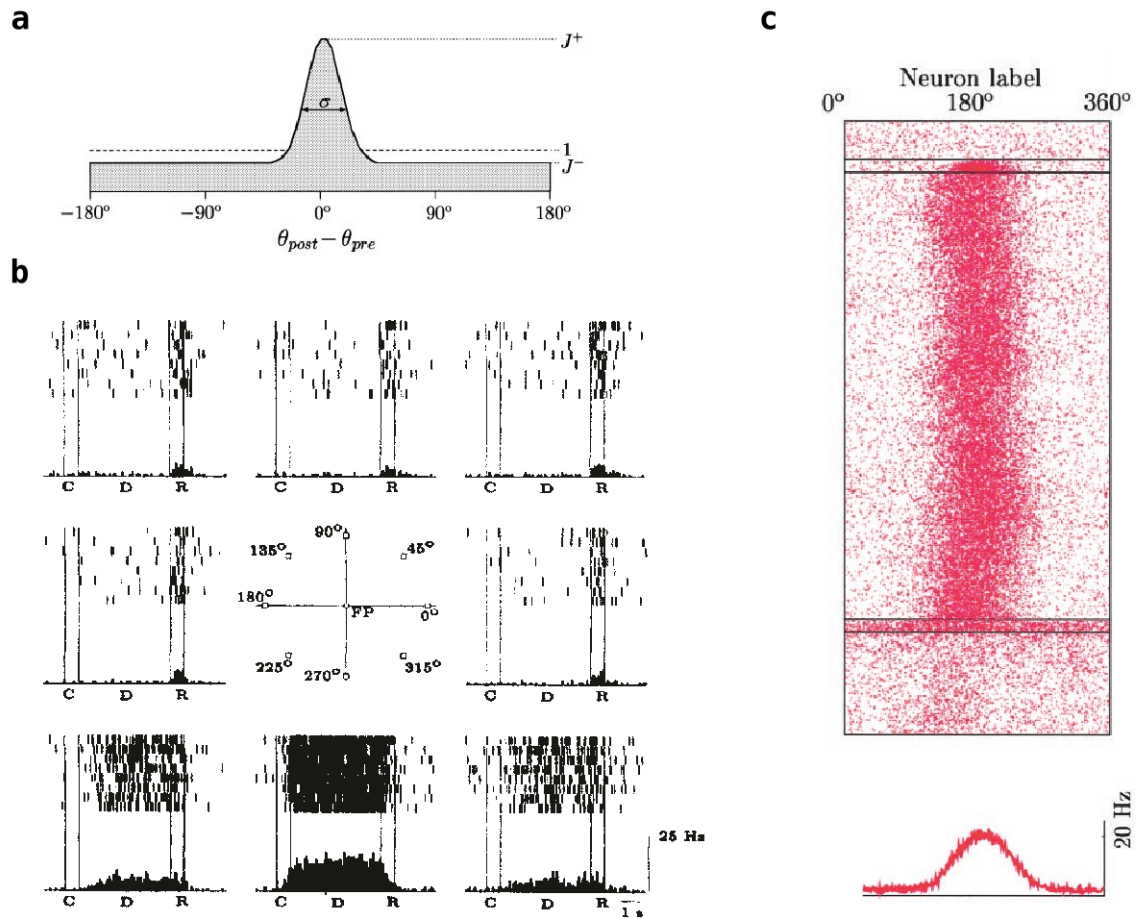 a
J⁺
σ
1
J⁻
−180° −90° 0° 90° 180°
θpost − θpre
b
C D R
C D R
C D R
90°
135° 45°
180° FP 0°
225° 270° 315°
C D R
C D R
C D R
C D R
C D R
25 Hz
1 s
c
Neuron label
0° 180° 360°
20 Hz